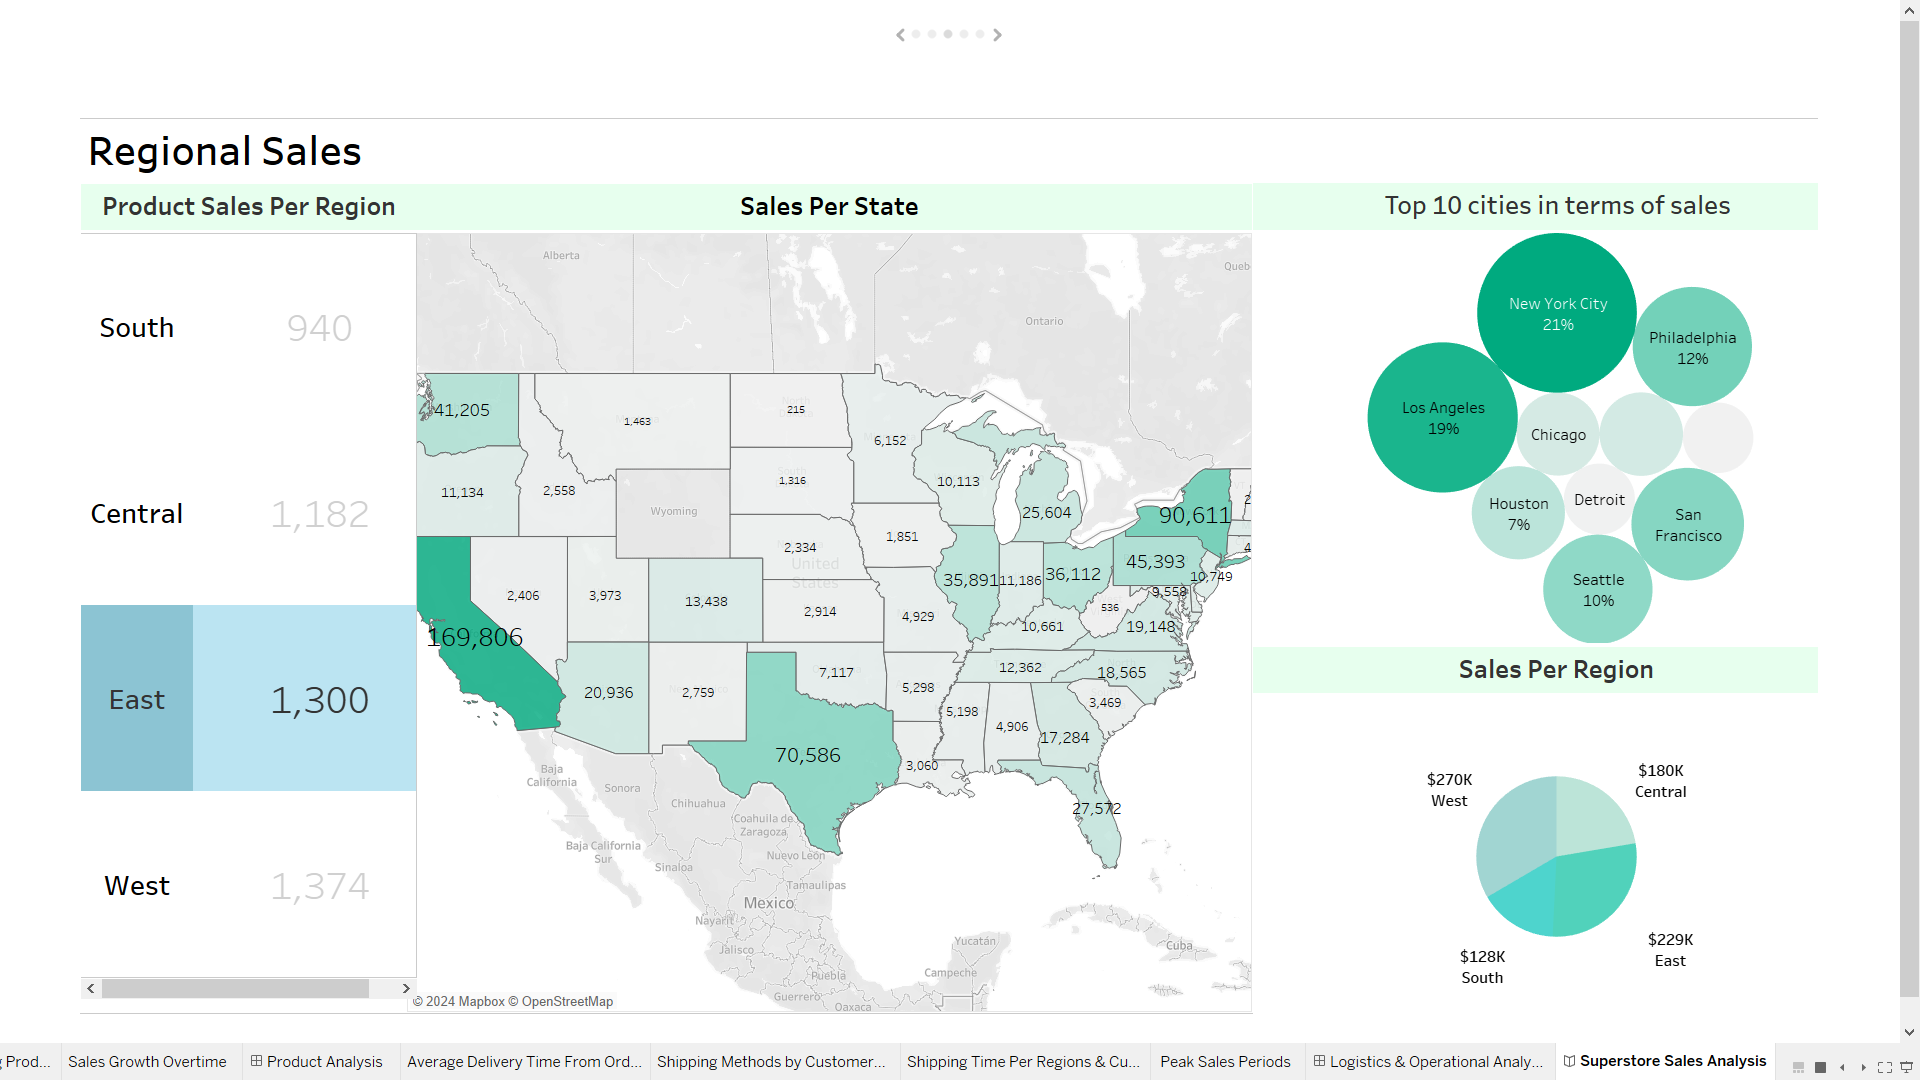 Regional Sales
Product Sales Per Region
Sales Per State
Top 10 cities in terms of sales
South 940
Central 1,182
East 1,300
West 1,374
Alberta
Ontario
Queb
41,205
1,463
215
6,152
11,134
2,558
1,316
10,113
25,604
90,611
Wyoming
2,334
1,851
United
States
2,406
3,973
13,438
2,914
4,929
35,891
11,186
36,112
45,393
10,749
9,558
536
19,148
10,661
169,806
20,936
2,759
7,117
5,298
12,362
18,565
3,469
5,198
4,906
17,284
70,586
3,060
27,572
Baja
California
Sonora
Chihuahua
Coahuila de
Zaragoza
Baja California
Sur
Sinaloa
Nuevo León
Tamaulipas
Mexico
Nayarit
Jalisco
Puebla
Guerrero
Oaxaca
Yucatán
Campeche
Cuba
© 2024 Mapbox © OpenStreetMap
New York City
21%
Philadelphia
12%
Los Angeles
19%
Chicago
Houston
7%
Detroit
San
Francisco
Seattle
10%
Sales Per Region
$270K
West
$180K
Central
$128K
South
$229K
East
g Prod...
Sales Growth Overtime
Product Analysis
Average Delivery Time From Ord...
Shipping Methods by Customer...
Shipping Time Per Regions & Cu...
Peak Sales Periods
Logistics & Operational Analy...
Superstore Sales Analysis